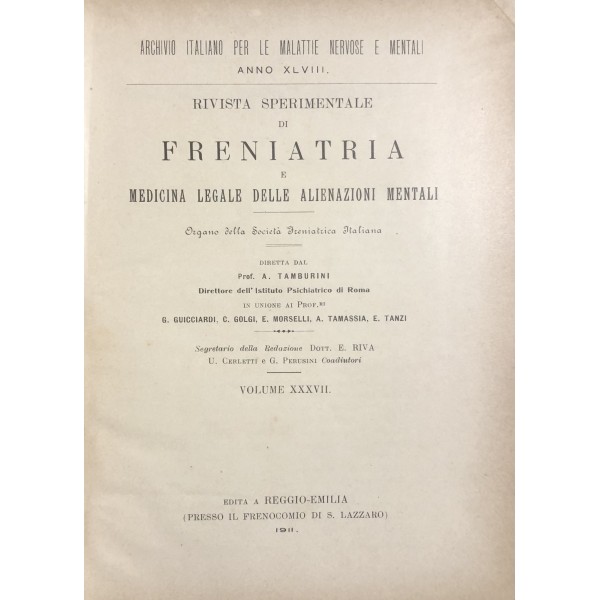 ARCHIVIO ITALIANO PER LE MALATTIE NERVOSE E MENTALI
ANNO XLVIII.
RIVISTA SPERIMENTALE
DI
FRENIATRIA
E
MEDICINA LEGALE DELLE ALIENAZIONI MENTALI
Organo della Società Freniatrica Italiana
DIRETTA DAL
Prof. A. TAMBURINI
Direttore dell'Istituto Psichiatrico di Roma
IN UNIONE AI PROF.RI
G. GUICCIARDI, C. GOLGI, E. MORSELLI, A. TAMASSIA, E. TANZI
Segretario della Redazione DOTT. E. RIVA
U. CERLETTI e G. PERUSINI Coadiutori
VOLUME XXXVII.
EDITA A REGGIO-EMILIA
(PRESSO IL FRENOCOMIO DI S. LAZZARO)
1911.